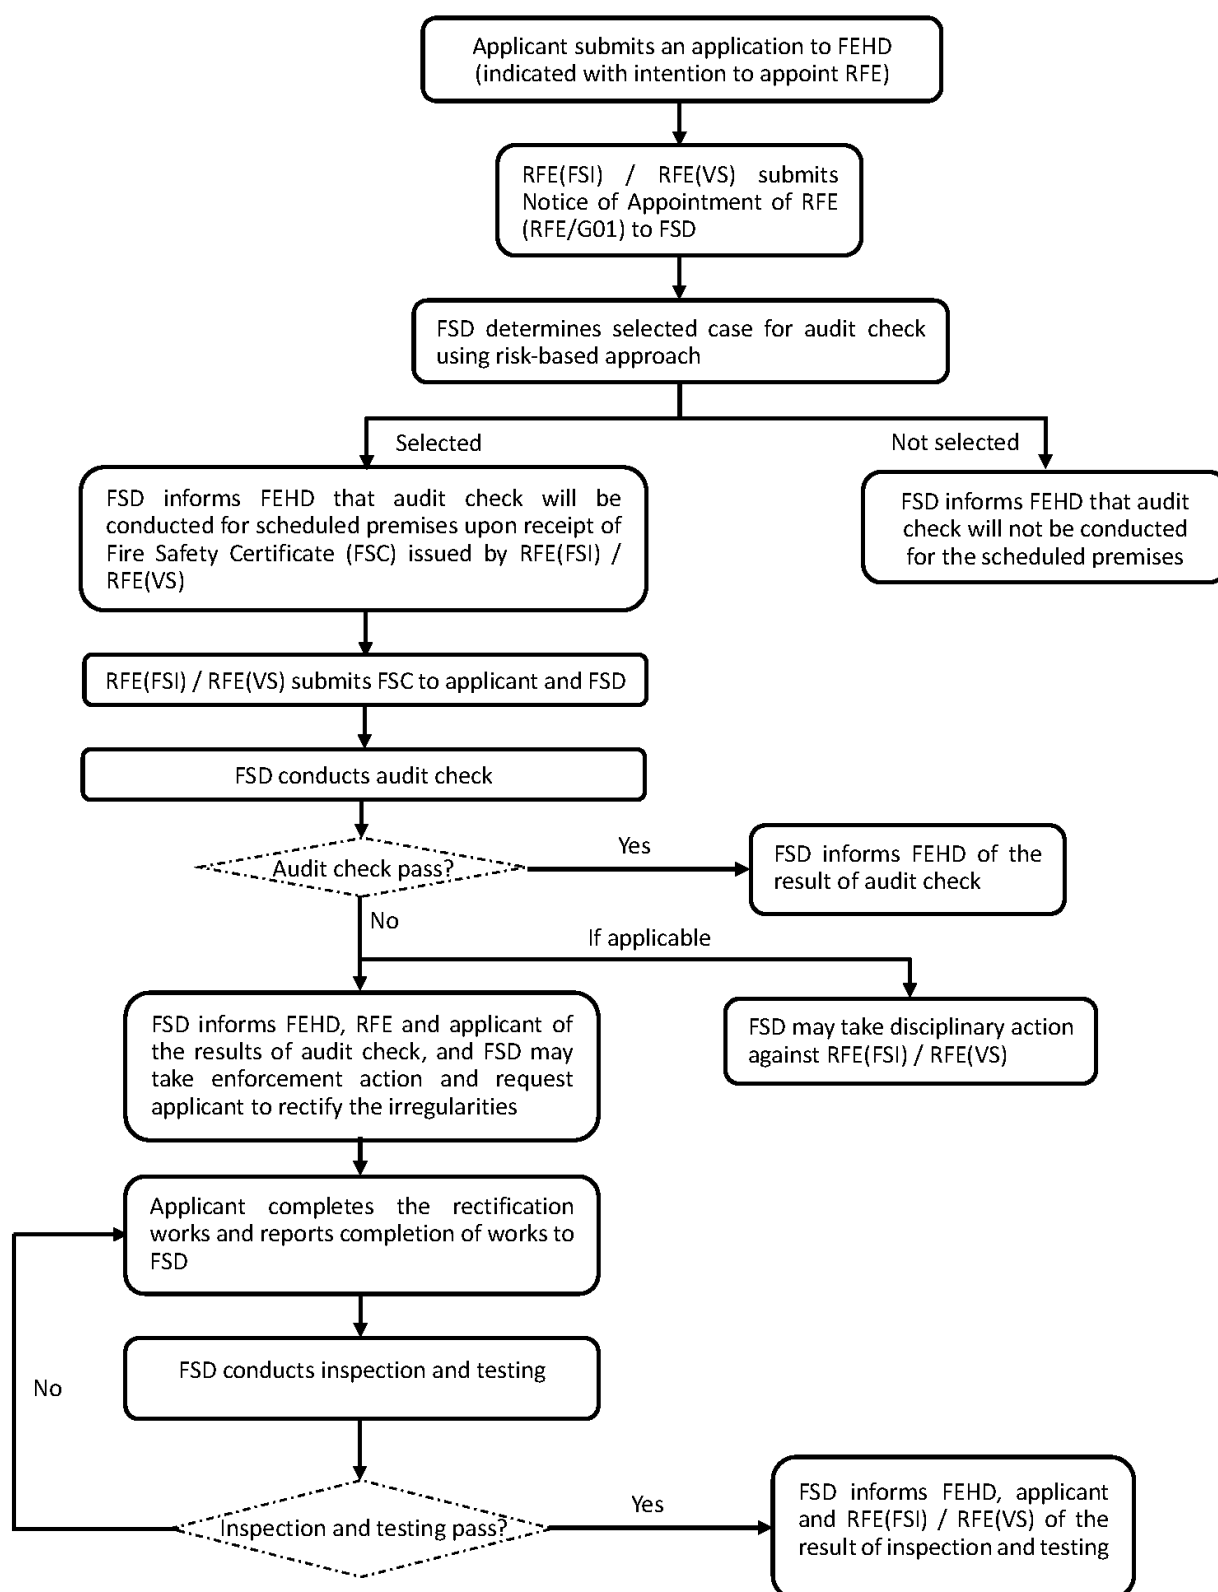 Applicant submits an application to FEHD
(indicated with intention to appoint RFE)
RFE(FSI) / RFE(VS) submits
Notice of Appointment of RFE
(RFE/G01) to FSD
FSD determines selected case for audit check
using risk-based approach
Selected
Not selected
FSD informs FEHD that audit check will be
conducted for scheduled premises upon receipt of
Fire Safety Certificate (FSC) issued by RFE(FSI) /
RFE(VS)
FSD informs FEHD that audit
check will not be conducted
for the scheduled premises
RFE(FSI) / RFE(VS) submits FSC to applicant and FSD
FSD conducts audit check
Audit check pass?
Yes
FSD informs FEHD of the
result of audit check
No
If applicable
FSD informs FEHD, RFE and applicant of
the results of audit check, and FSD may
take enforcement action and request
applicant to rectify the irregularities
FSD may take disciplinary action
against RFE(FSI) / RFE(VS)
Applicant completes the rectification
works and reports completion of works to
FSD
FSD conducts inspection and testing
No
Inspection and testing pass?
Yes
FSD informs FEHD, applicant
and RFE(FSI) / RFE(VS) of the
result of inspection and testing